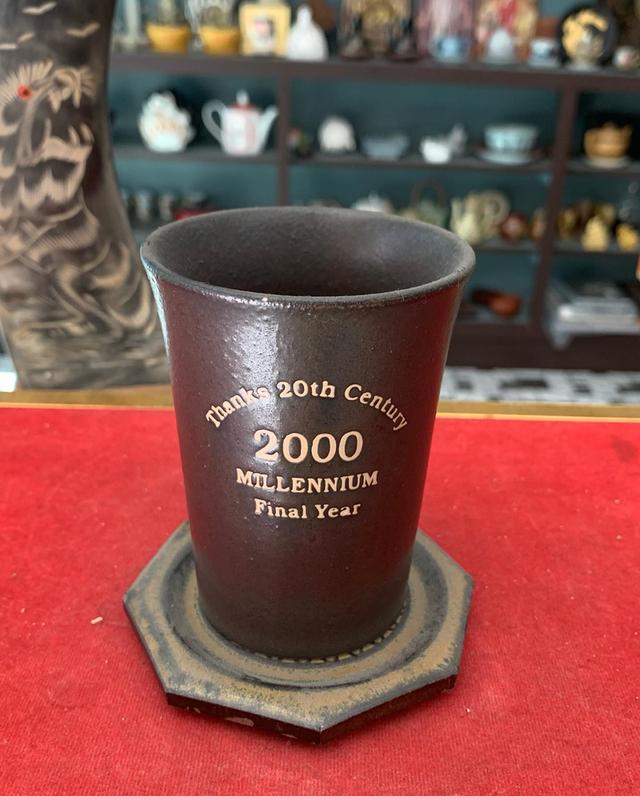 Thanks 20th Century
2000
MILLENNIUM
Final Year